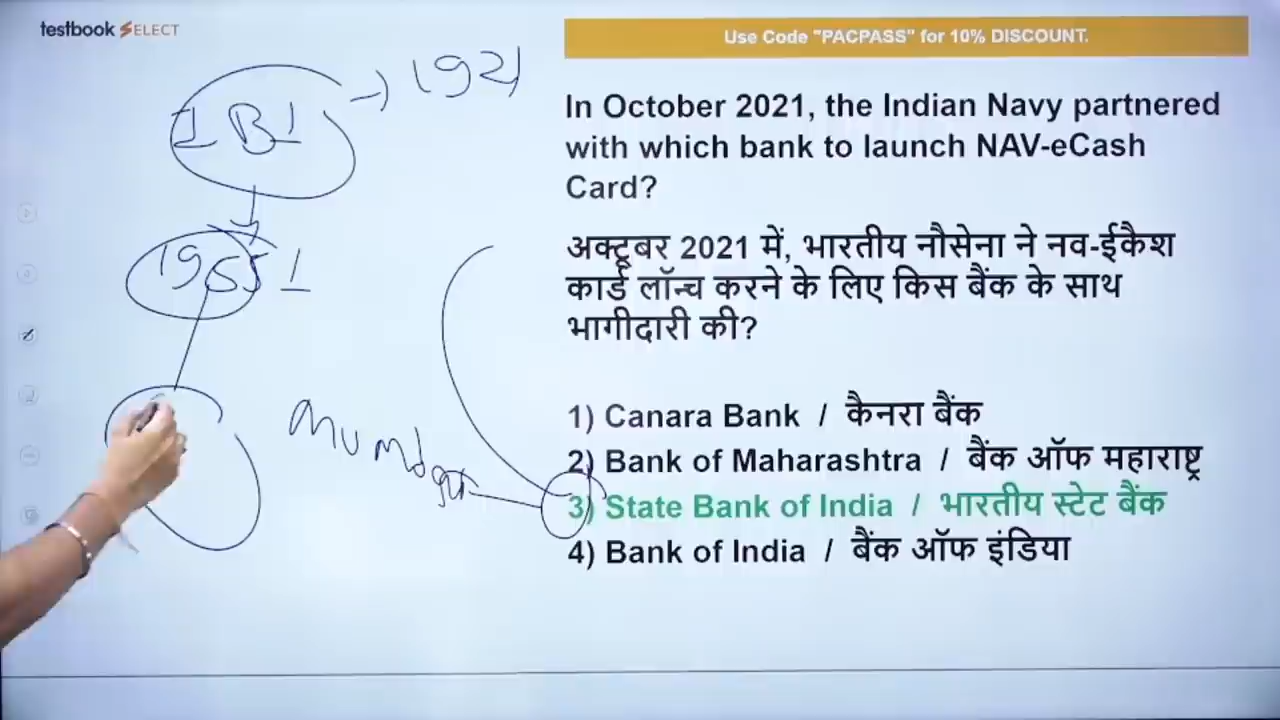 testbook SELECT
Use Code "PACPASS" for 10% DISCOUNT.
IBI → 1921
1955 1
Mumbai
In October 2021, the Indian Navy partnered
with which bank to launch NAV-eCash
Card?
अक्टूबर 2021 में, भारतीय नौसेना ने नव-ईकैश
कार्ड लॉन्च करने के लिए किस बैंक के साथ
भागीदारी की?
1) Canara Bank / कैनरा बैंक
2) Bank of Maharashtra / बैंक ऑफ महाराष्ट्र
3) State Bank of India / भारतीय स्टेट बैंक
4) Bank of India / बैंक ऑफ इंडिया